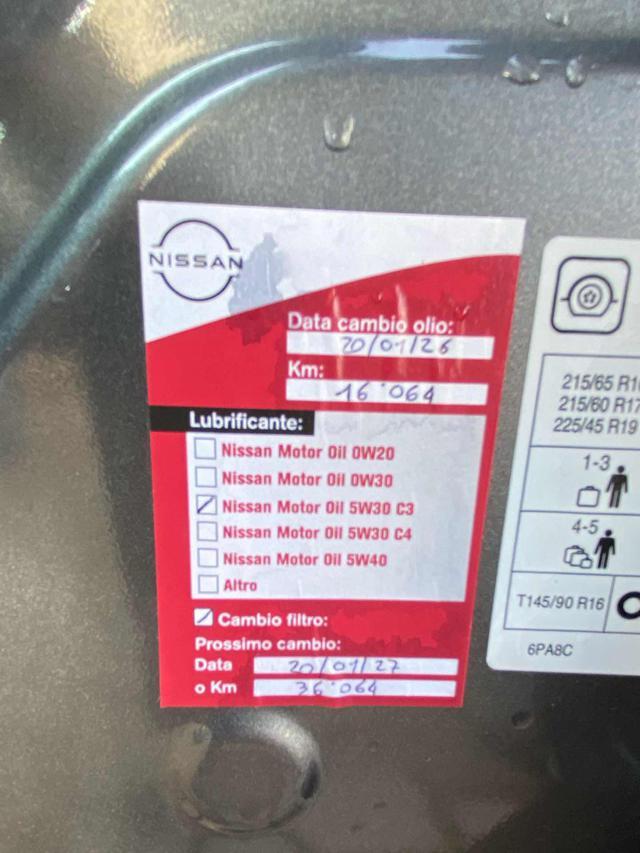 NISSAN
Data cambio olio:
20/01/26
Km:
16'064
Lubrificante:
Nissan Motor Oil 0W20
Nissan Motor Oil 0W30
Nissan Motor Oil 5W30 C3
Nissan Motor Oil 5W30 C4
Nissan Motor Oil 5W40
Altro
Cambio filtro:
Prossimo cambio:
Data 20/01/27
o Km 36'064
215/65 R16
215/60 R17
225/45 R19
1-3
4-5
T145/90 R16
6PA8C